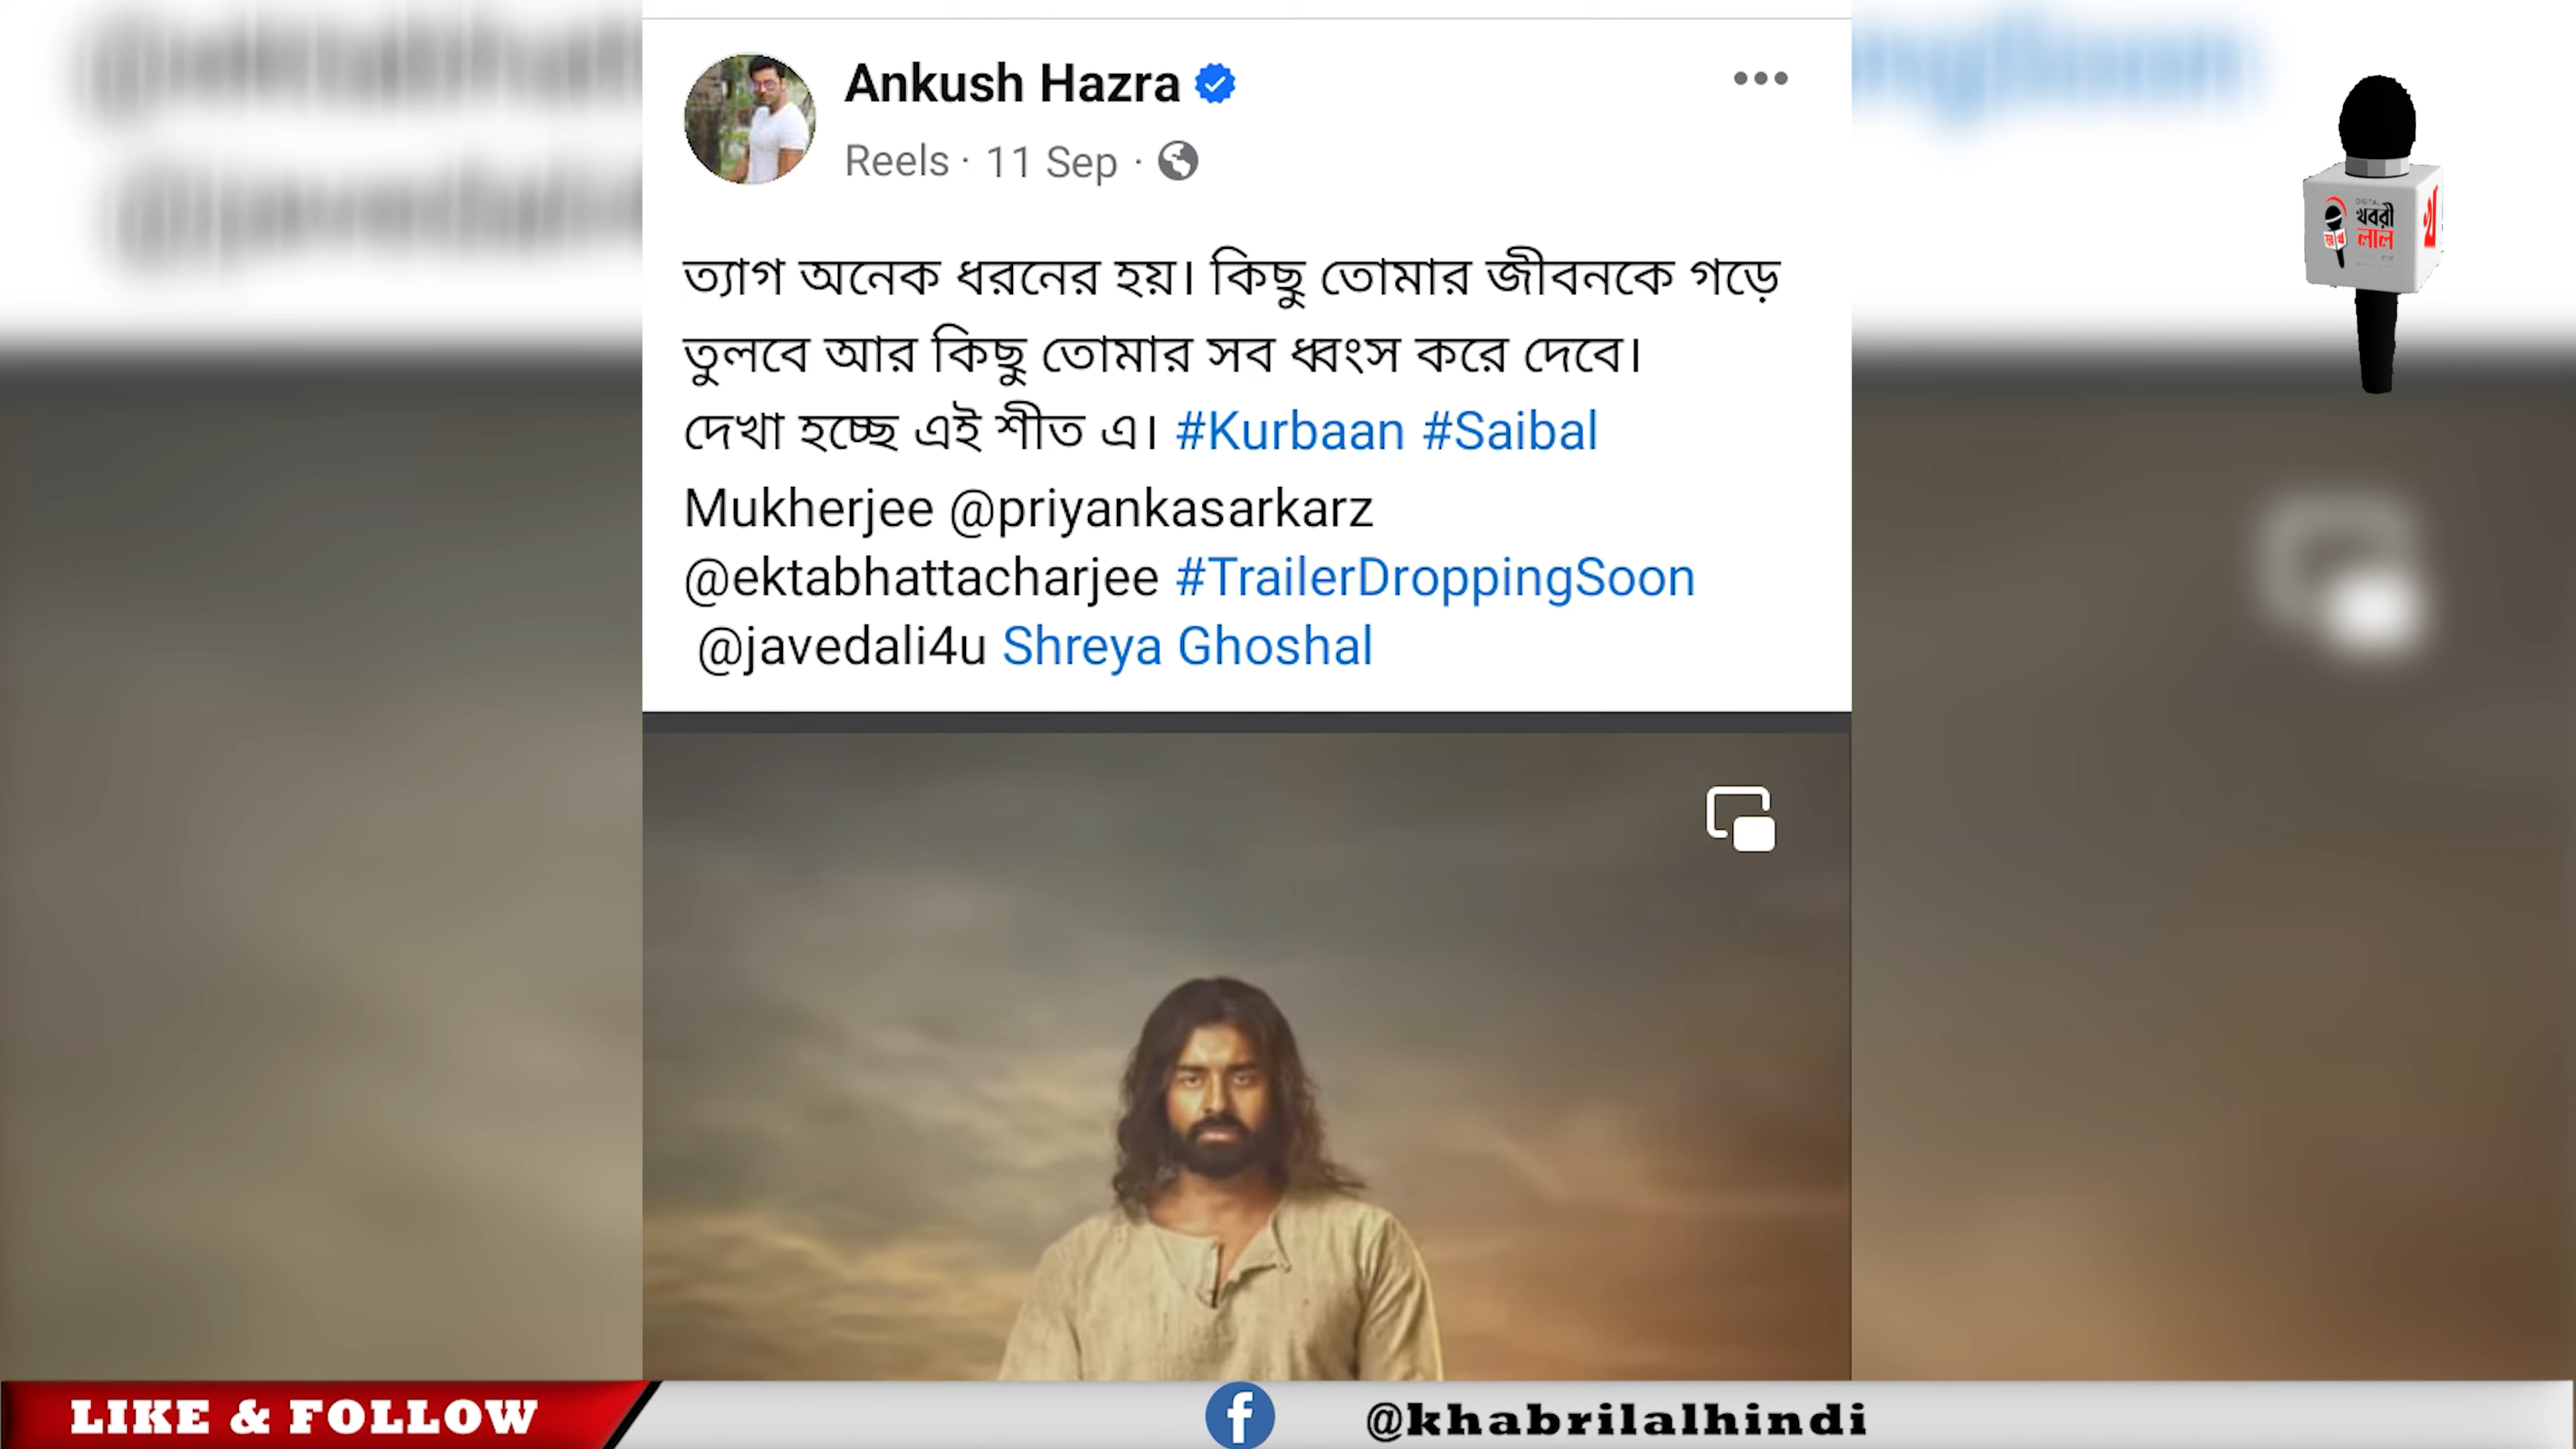 Ankush Hazra
Reels · 11 Sep ·
ত্যাগ অনেক ধরনের হয়। কিছু তোমার জীবনকে গড়ে
তুলবে আর কিছু তোমার সব ধ্বংস করে দেবে।
দেখা হচ্ছে এই শীত এ। #Kurbaan #Saibal
Mukherjee @priyankasarkarz
@ektabhattacharjee #TrailerDroppingSoon
@javedali4u Shreya Ghoshal
DIGITAL
খবরী
লাল
LIKE & FOLLOW
@khabrilalhindi